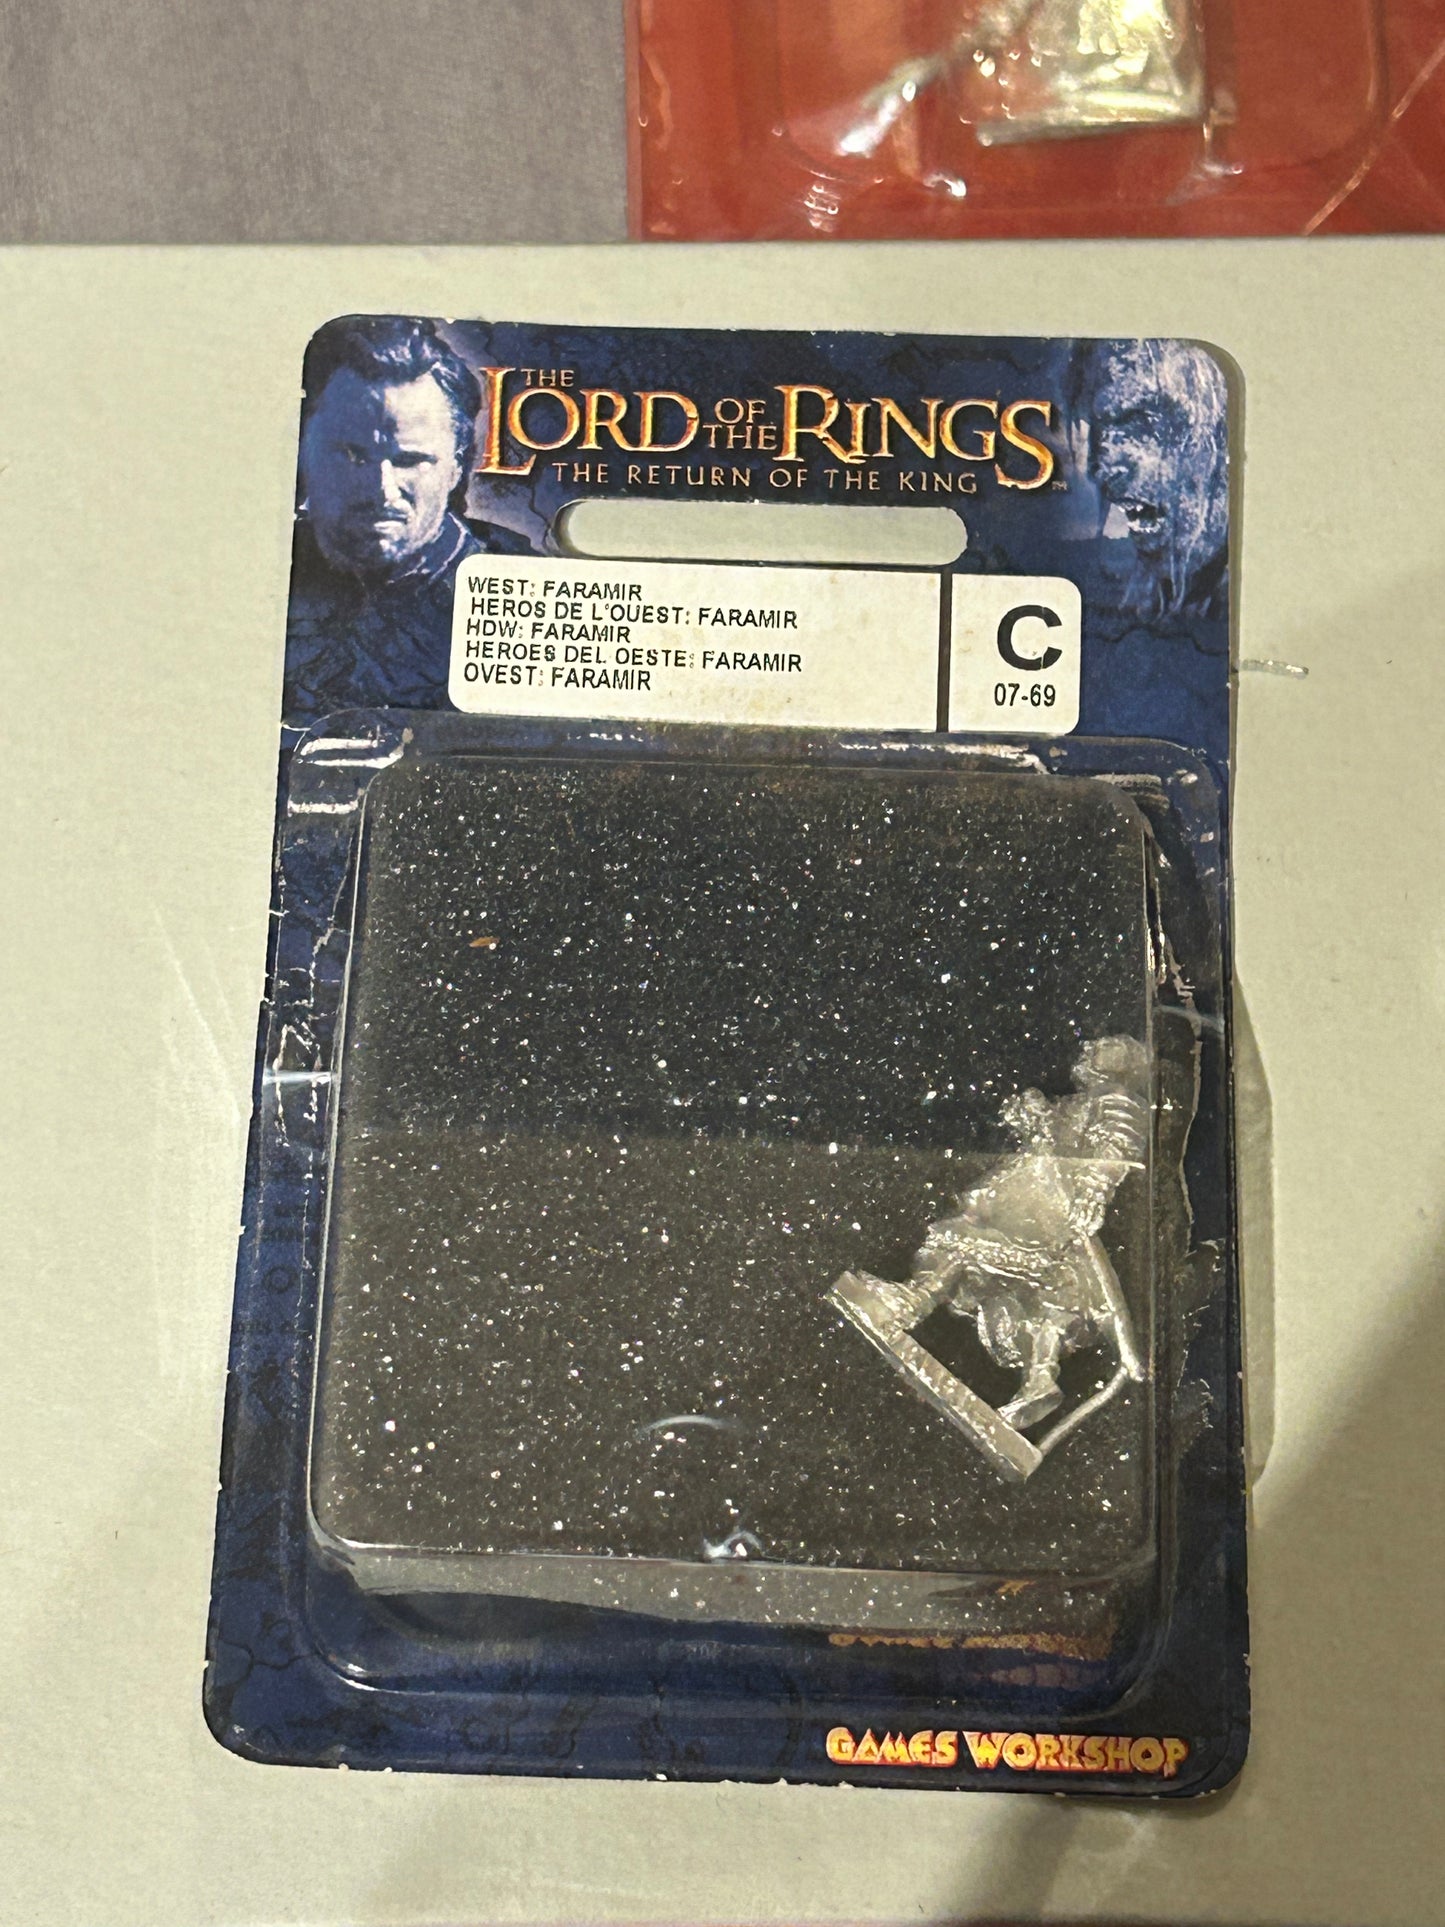 THE
LORD OF THE RINGS
THE RETURN OF THE KING
WEST: FARAMIR
HEROS DE L'OUEST: FARAMIR
HDW: FARAMIR
HEROES DEL OESTE: FARAMIR
OVEST: FARAMIR
C
07-69
GAMES WORKSHOP